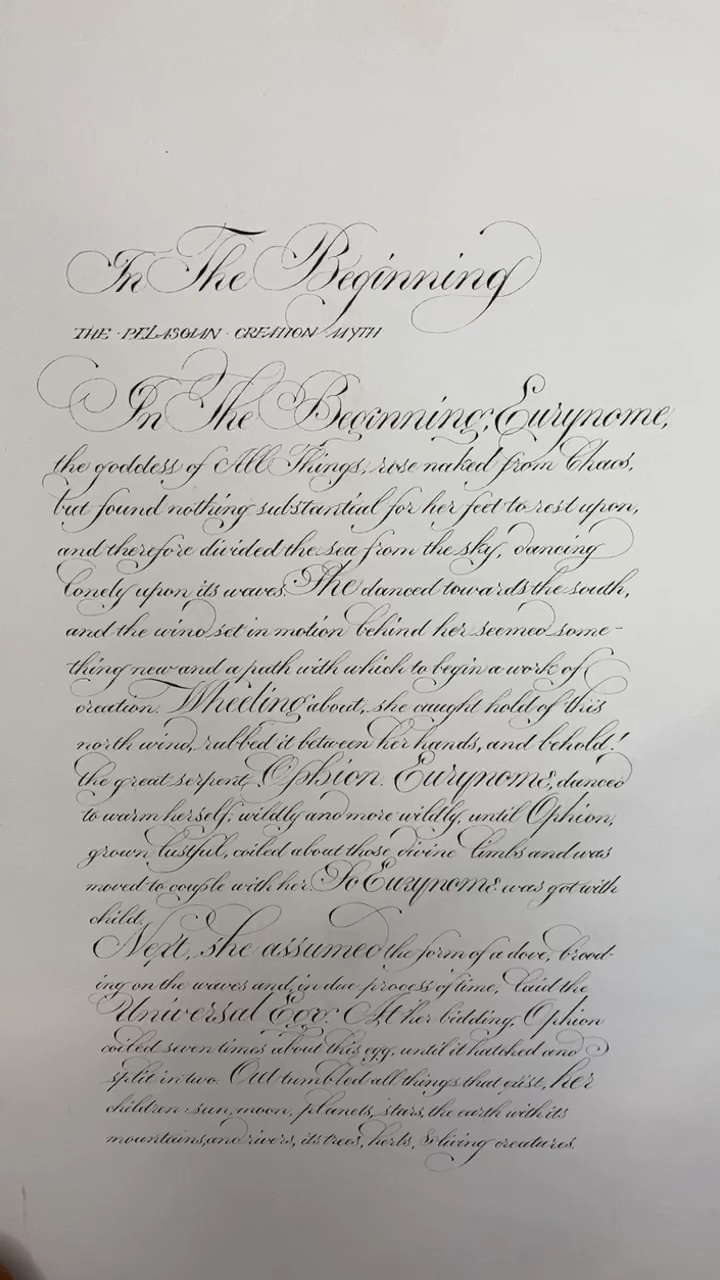 In The Beginning
THE · PELASGIAN · CREATION MYTH
In The Beginning, Eurynome,
the goddess of All Things, rose naked from Chaos,
but found nothing substantial for her feet to rest upon,
and therefore divided the sea from the sky, dancing
lonely upon its waves. She danced towards the south,
and the wind set in motion behind her seemed some-
thing new and a path with which to begin a work of
creation. Wheeling about, she caught hold of this
north wind, rubbed it between her hands, and behold!
the great serpent, Ophion. Eurynome, danced
to warm herself, wildly and more wildly, until Ophion,
grown lustful, coiled about those divine limbs and was
moved to couple with her. So Eurynome was got with
child.
Next, she assumed the form of a dove, brood-
ing on the waves and, in due process of time, laid the
Universal Egg. At her bidding, Ophion
coiled seven times about this egg, until it hatched and
split in two. Out tumbled all things that exist, her
children: sun, moon, planets, stars, the earth with its
mountains and rivers, its trees, herbs, & living creatures.